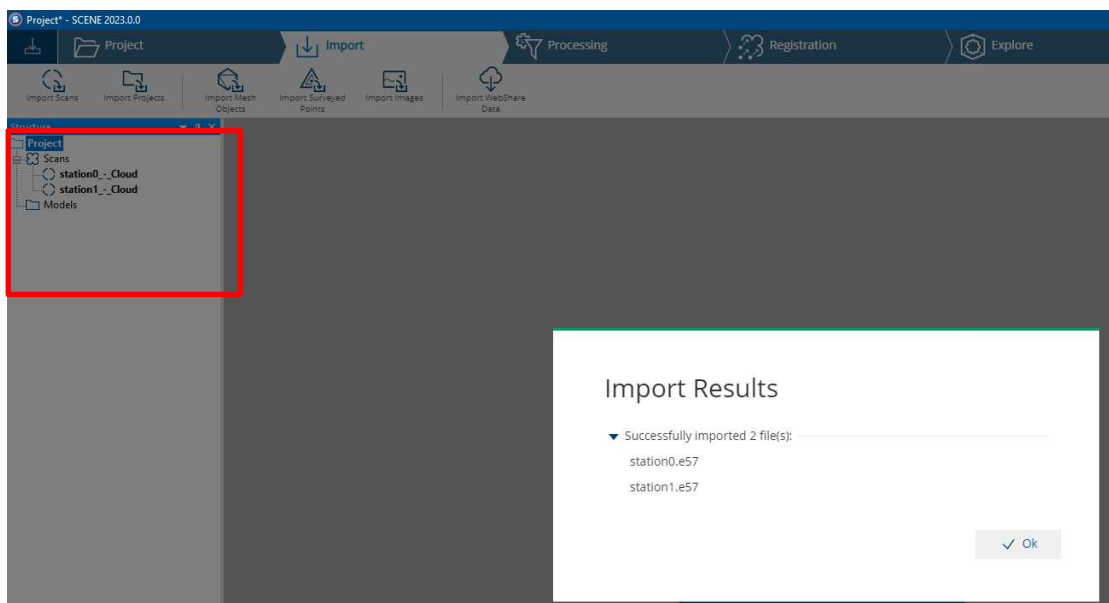 Project* - SCENE 2023.0.0
Project
Import
Processing
Registration
Explore
Import Scans
Import Projects
Import Mesh
Objects
Import Surveyed
Points
Import Images
Import WebShare
Data
Structure
Project
Scans
station0_-_Cloud
station1_-_Cloud
Models
Import Results
Successfully imported 2 file(s):
station0.e57
station1.e57
Ok